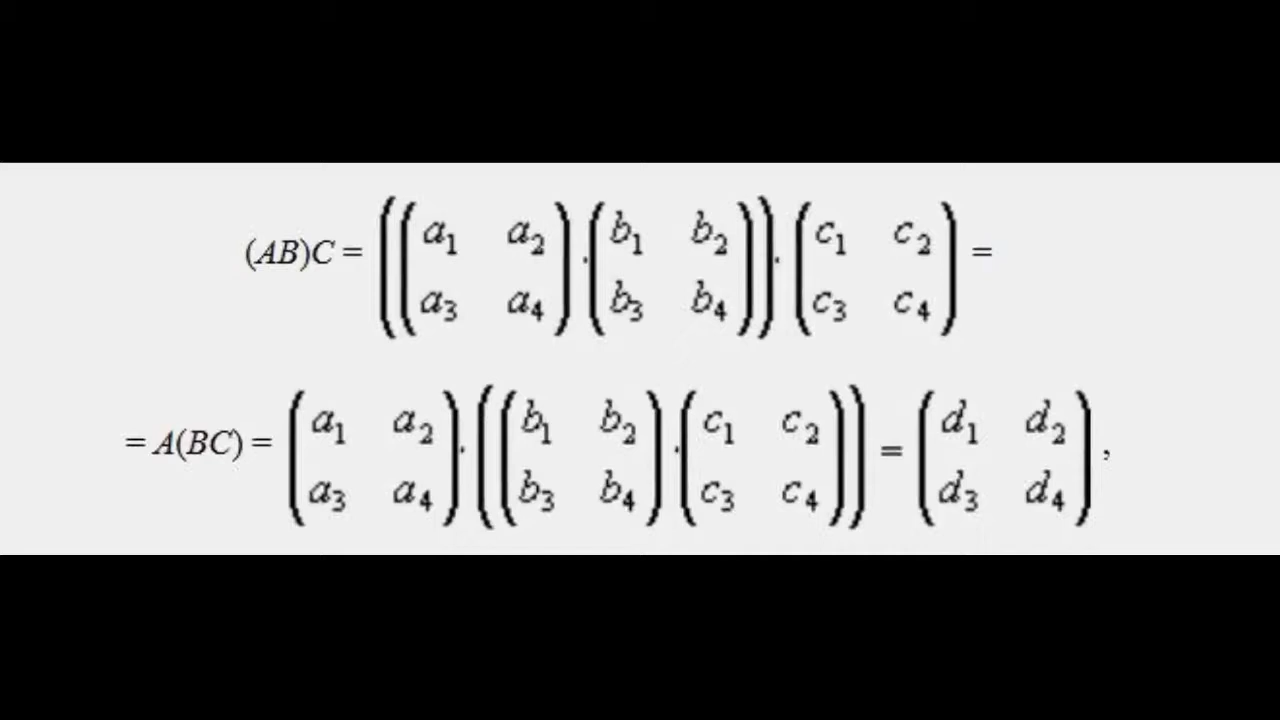 (AB)C = ((a₁ a₂ a₃ a₄) · (b₁ b₂ b₃ b₄)) · (c₁ c₂ c₃ c₄) =
= A(BC) = (a₁ a₂ a₃ a₄) · ((b₁ b₂ b₃ b₄) · (c₁ c₂ c₃ c₄)) = (d₁ d₂ d₃ d₄) ,